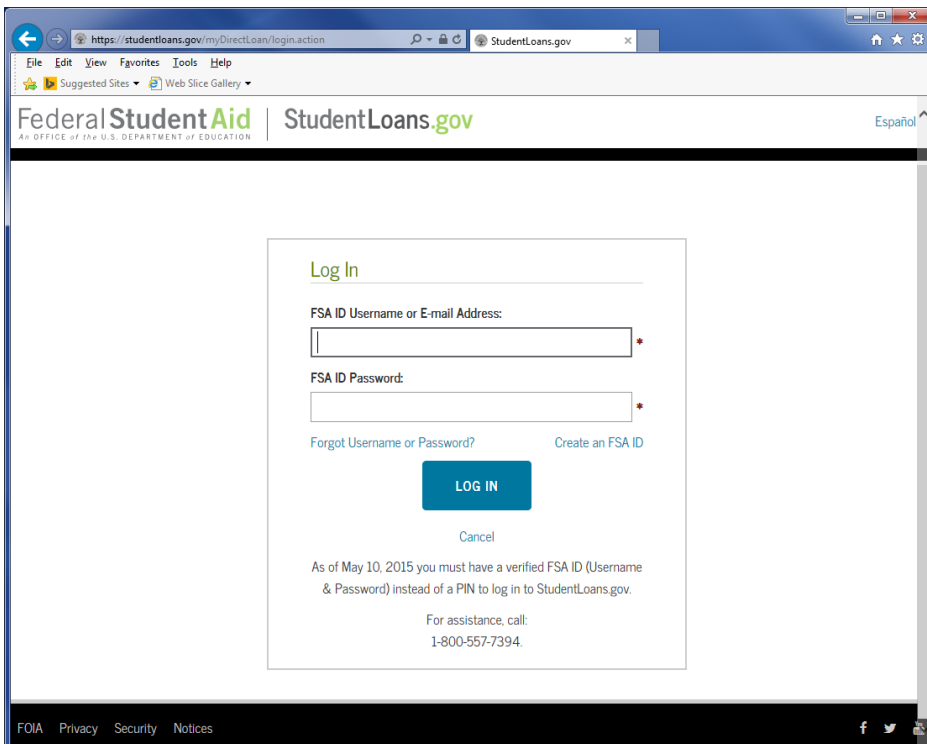 https://studentloans.gov/myDirectLoan/login.action StudentLoans.gov
File Edit View Favorites Tools Help
Suggested Sites Web Slice Gallery
Federal Student Aid StudentLoans.gov Español
An OFFICE of the U.S. DEPARTMENT of EDUCATION
Log In
FSA ID Username or E-mail Address:
*
FSA ID Password:
*
Forgot Username or Password? Create an FSA ID
LOG IN
Cancel
As of May 10, 2015 you must have a verified FSA ID (Username
& Password) instead of a PIN to log in to StudentLoans.gov.
For assistance, call:
1-800-557-7394.
FOIA Privacy Security Notices